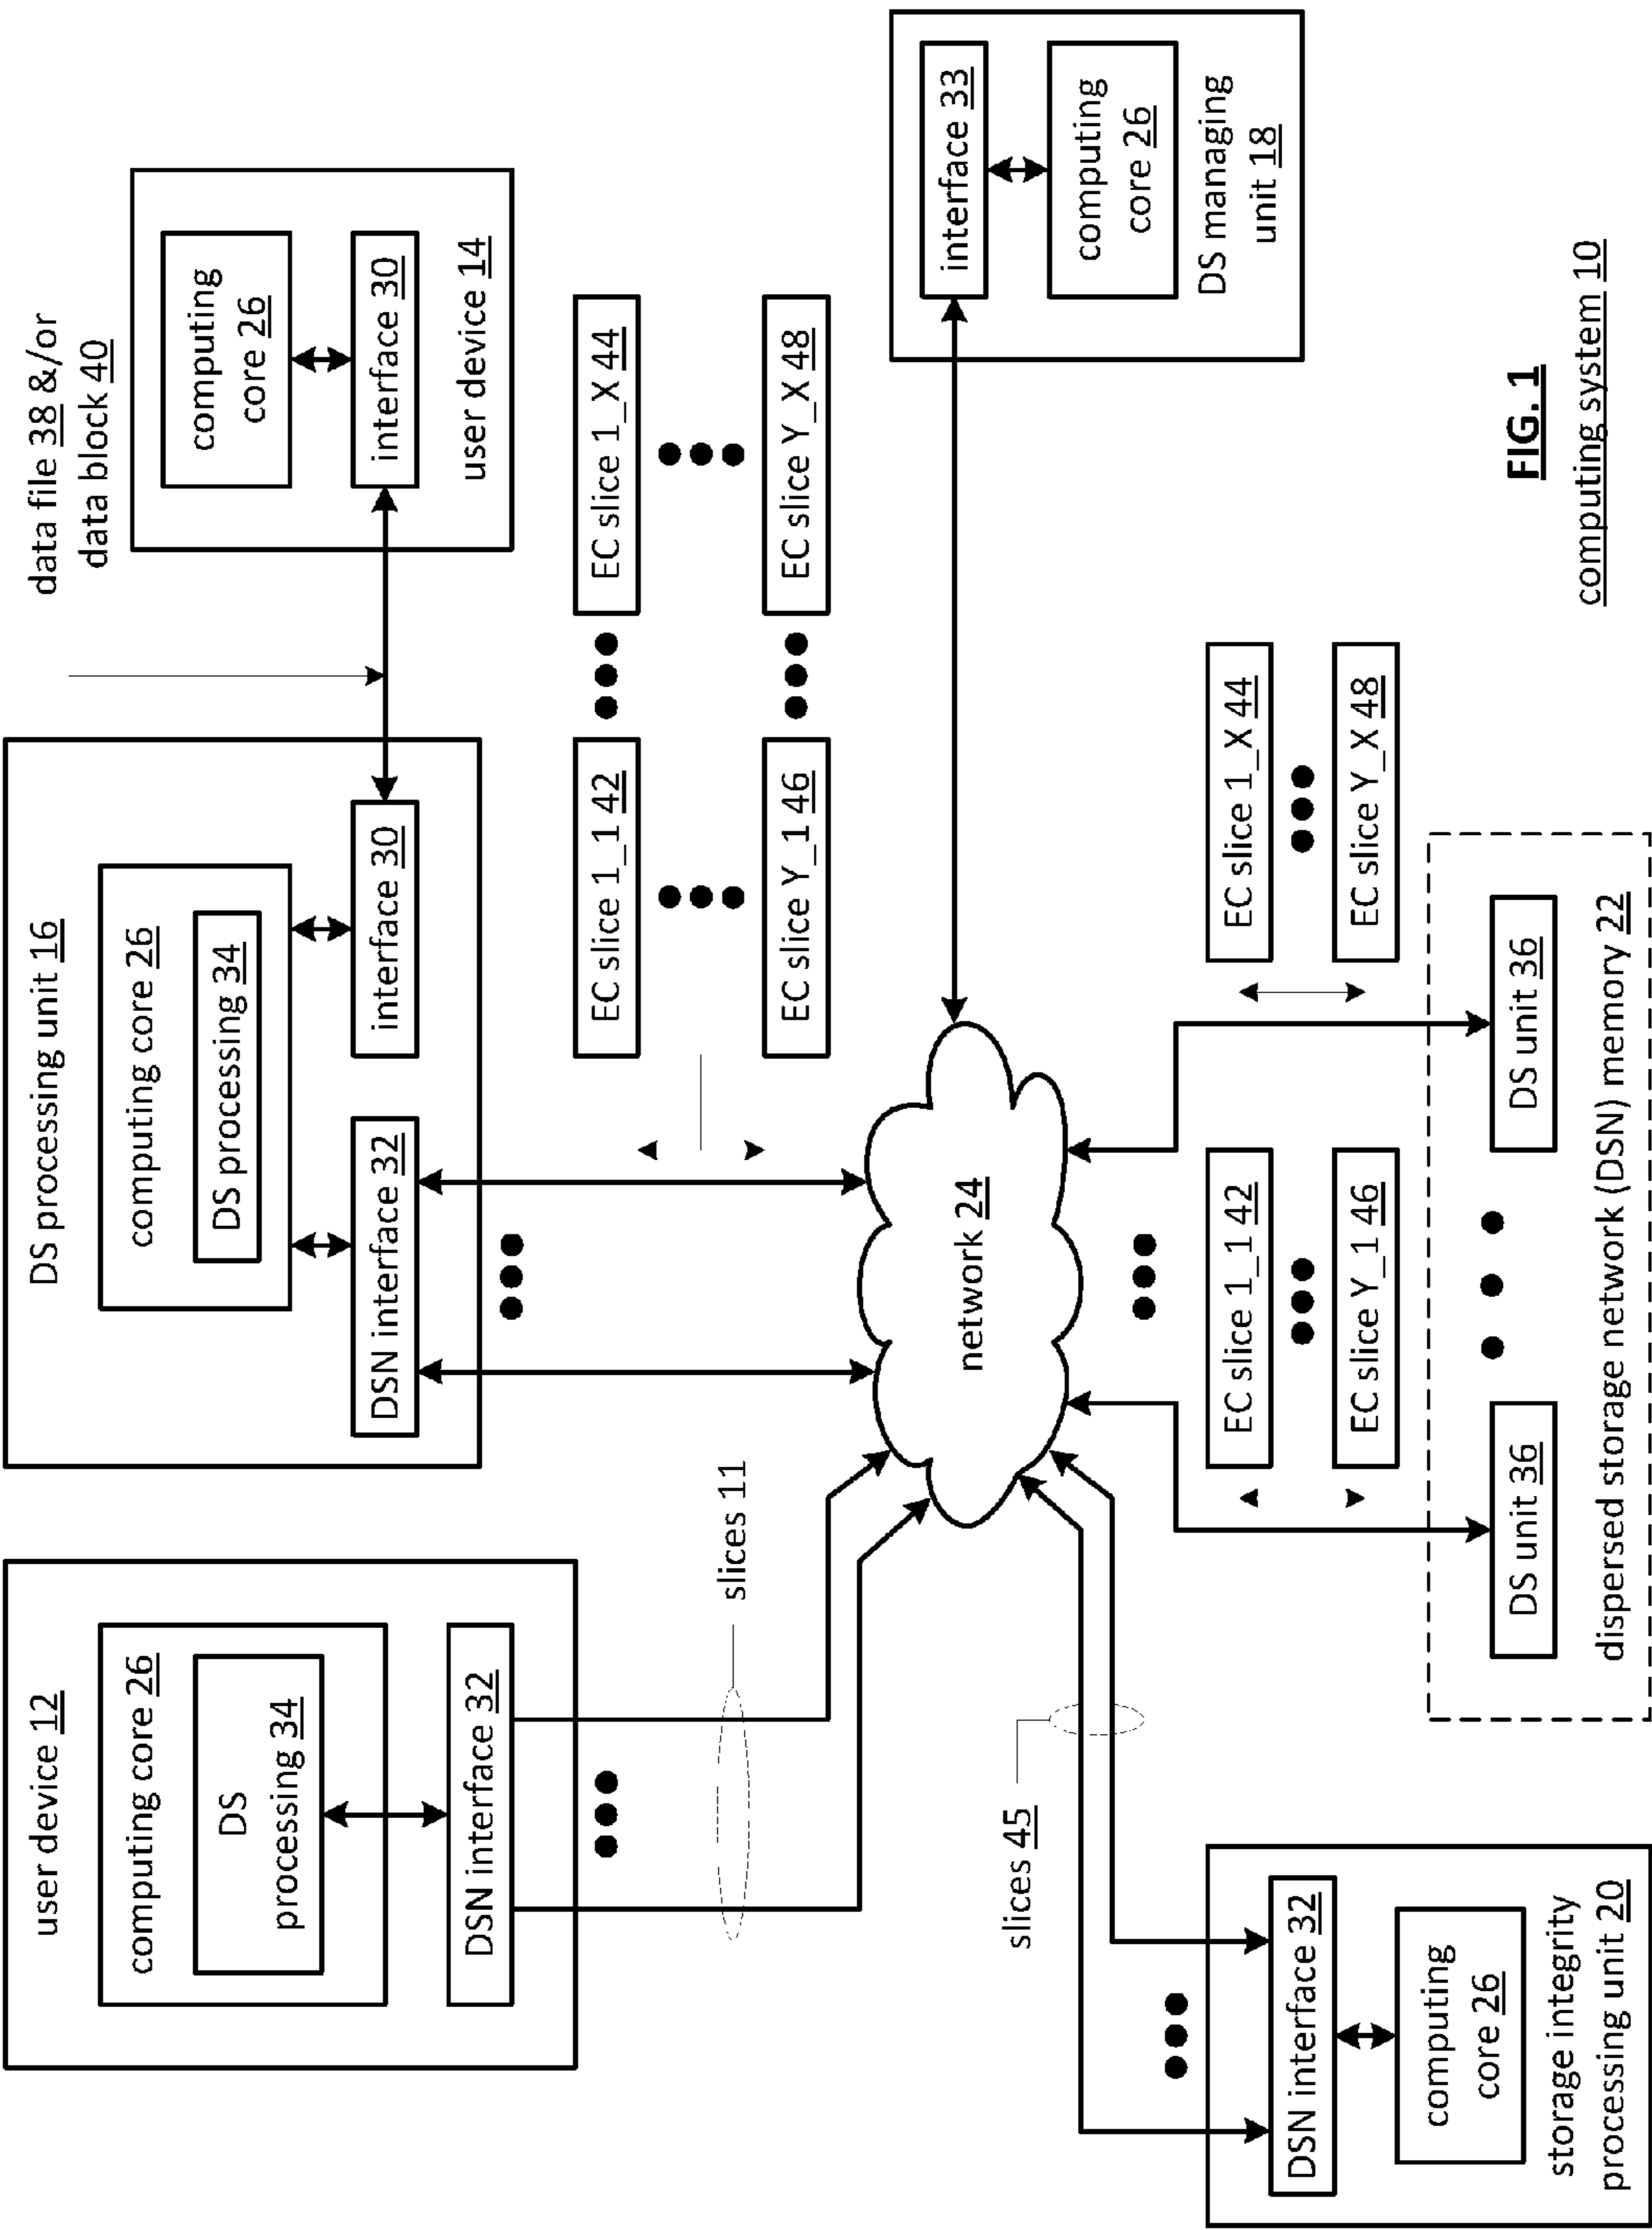 user device 12
computing core 26
DS
processing 34
DSN interface 32
DS processing unit 16
computing core 26
DS processing 34
DSN interface 32
interface 30
data file 38 &/or
data block 40
computing
core 26
interface 30
user device 14
slices 11
EC slice 1_1 42
EC slice 1_X 44
EC slice Y_1 46
EC slice Y_X 48
network 24
interface 33
computing
core 26
DS managing
unit 18
slices 45
DSN interface 32
computing
core 26
storage integrity
processing unit 20
EC slice 1_1 42
EC slice 1_X 44
EC slice Y_1 46
EC slice Y_X 48
DS unit 36
DS unit 36
dispersed storage network (DSN) memory 22
FIG. 1
computing system 10